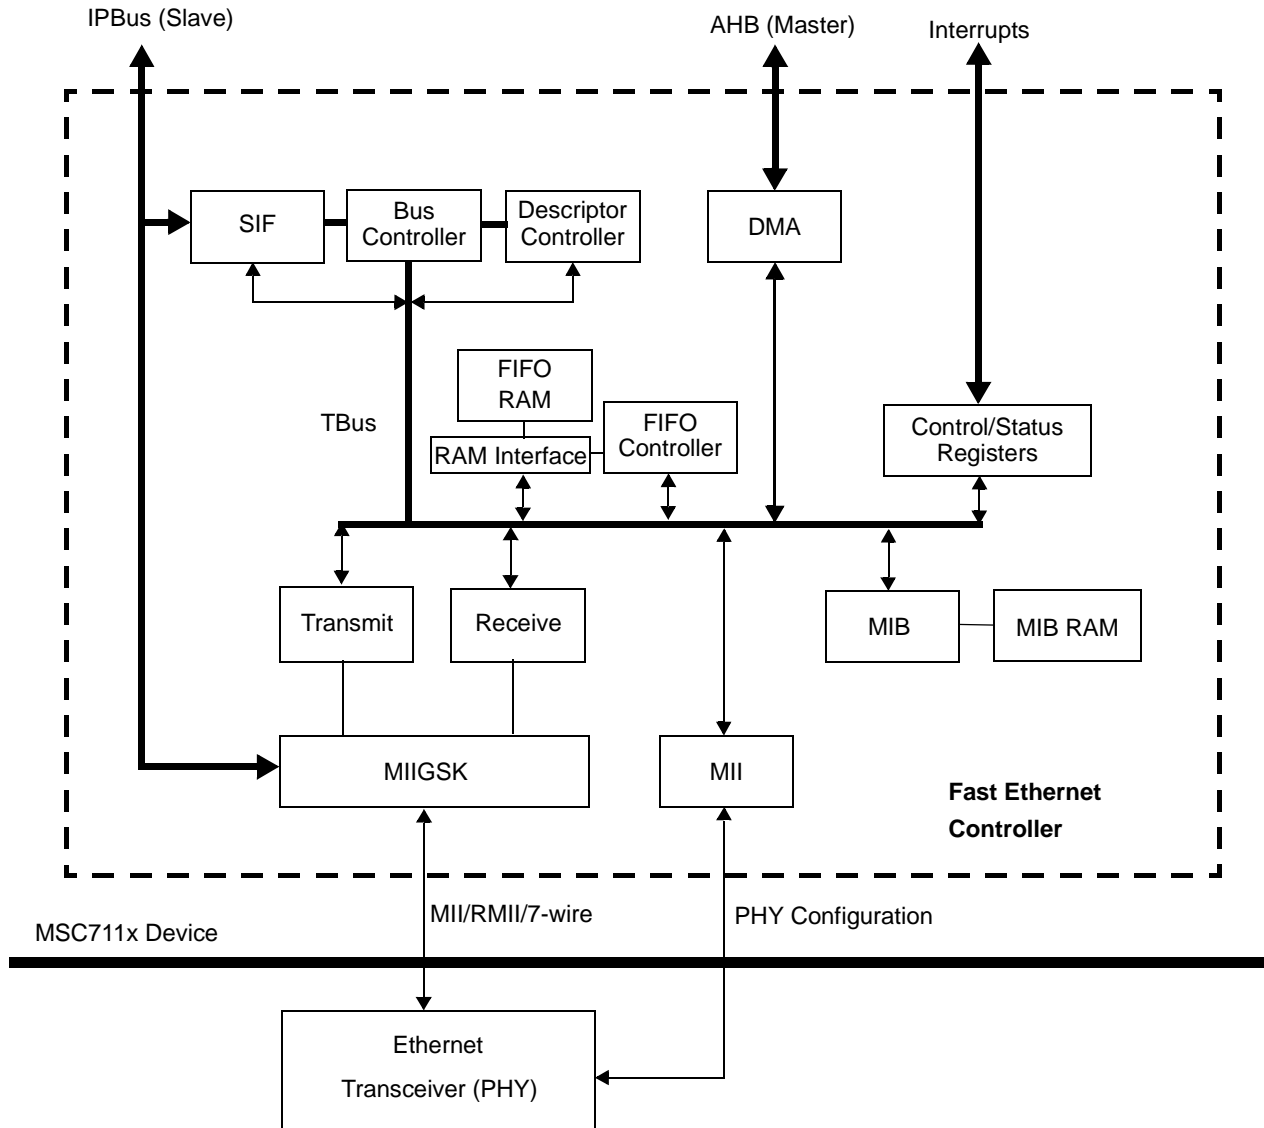 IPBus (Slave)
AHB (Master)
Interrupts
SIF
Bus
Controller
Descriptor
Controller
DMA
FIFO
RAM
TBus
RAM Interface
FIFO
Controller
Control/Status
Registers
Transmit
Receive
MIB
MIB RAM
MIIGSK
MII
Fast Ethernet
Controller
MII/RMII/7-wire
PHY Configuration
MSC711x Device
Ethernet
Transceiver (PHY)